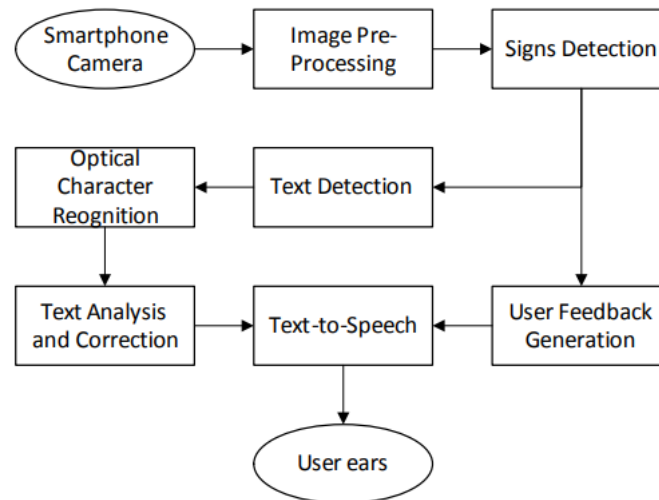 Smartphone
Camera
Image Pre-
Processing
Signs Detection
Optical
Character
Reognition
Text Detection
Text Analysis
and Correction
Text-to-Speech
User Feedback
Generation
User ears